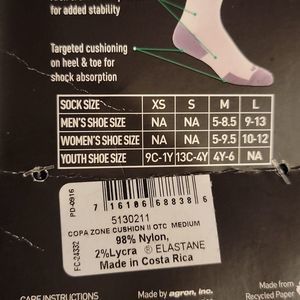 for added stability
Targeted cushioning
on heel & toe for
shock absorption
SOCK SIZE XS S M L
MEN'S SHOE SIZE NA NA 5-8.5 9-13
WOMEN'S SHOE SIZE NA NA 5-9.5 10-12
YOUTH SHOE SIZE 9C-1Y 13C-4Y 4Y-6 NA
PD-0916
FC-24332
7 16106 68838 6
5130211
COPA ZONE CUSHION II OTC MEDIUM
98% Nylon,
2%Lycra ® ELASTANE
Made in Costa Rica
CARE INSTRUCTIONS
Made by agron, inc.
Made from
Recycled Paper